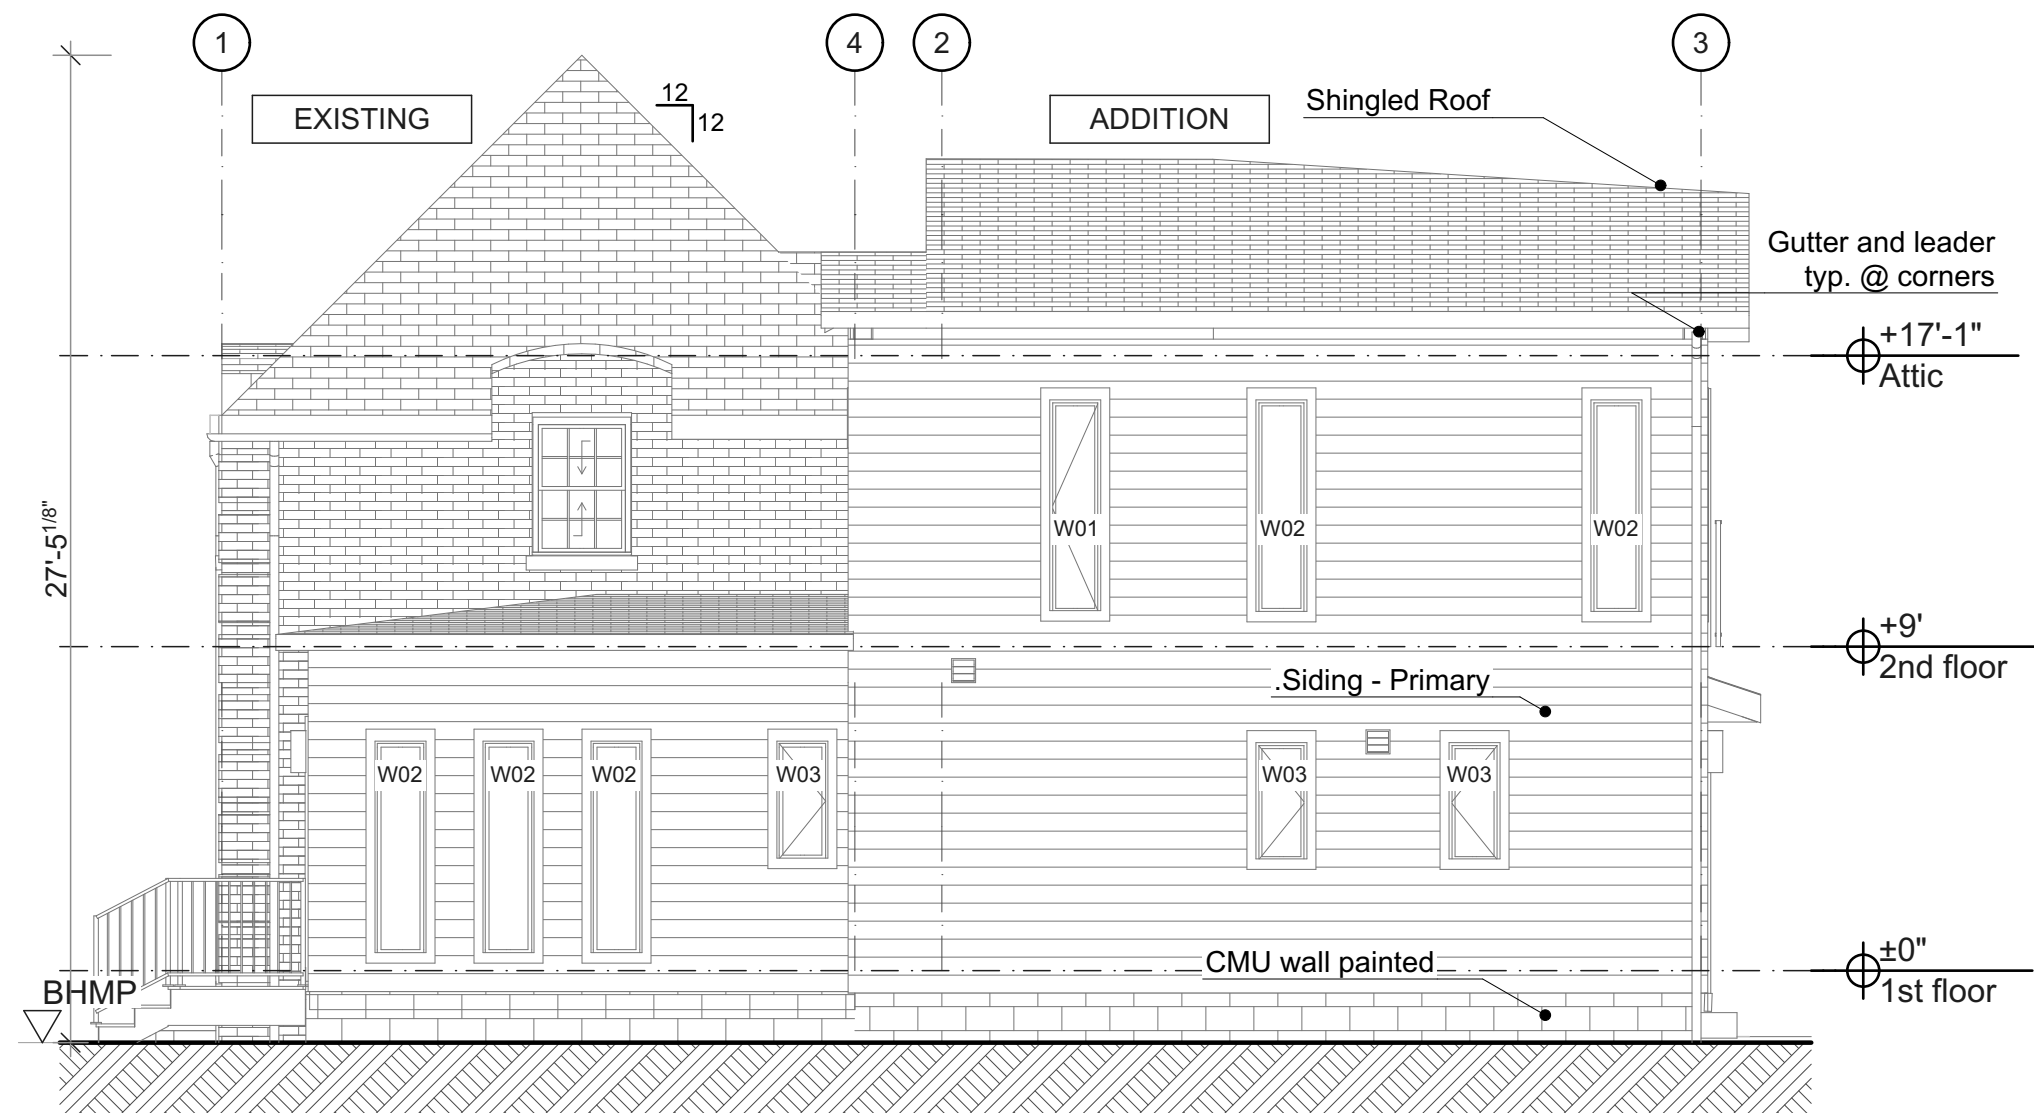 1
4
2
3
EXISTING
12
12
ADDITION
Shingled Roof
Gutter and leader
typ. @ corners
+17'-1"
Attic
27'-5 1/8"
W01
W02
W02
+9'
2nd floor
.Siding - Primary
W02
W02
W02
W03
W03
W03
CMU wall painted
±0"
1st floor
BHMP